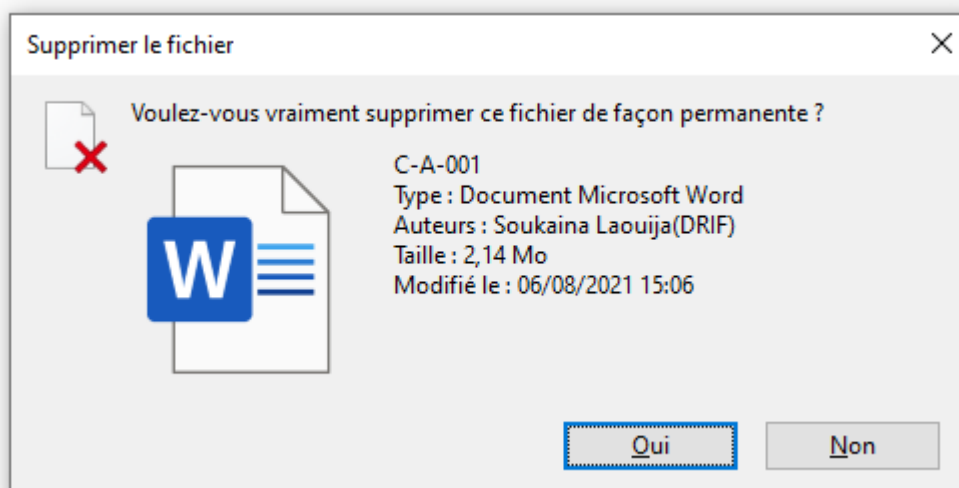 Supprimer le fichier
Voulez-vous vraiment supprimer ce fichier de façon permanente ?
C-A-001
Type : Document Microsoft Word
Auteurs : Soukaina Laouija(DRIF)
Taille : 2,14 Mo
Modifié le : 06/08/2021 15:06
W
Oui
Non